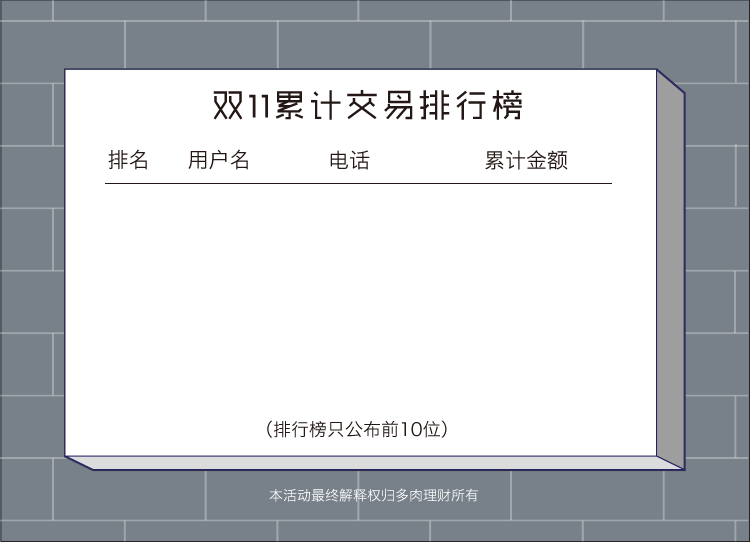 双11累计交易排行榜
排名 用户名 电话 累计金额
（排行榜只公布前10位）
本活动最终解释权归多肉理财所有